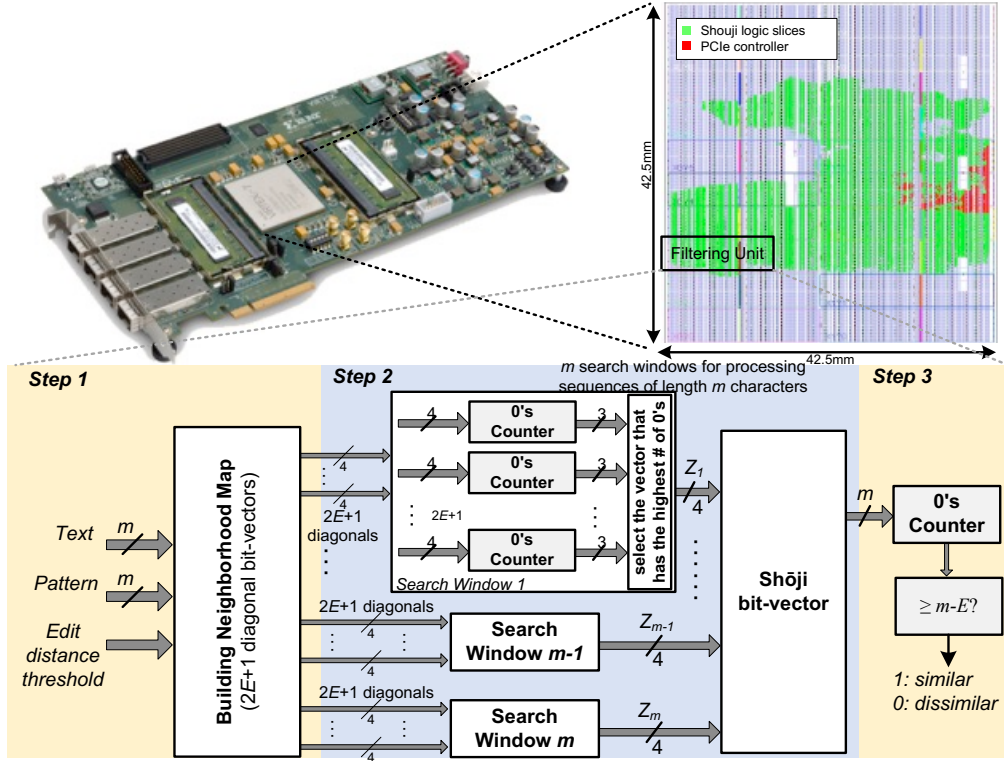 Shouji logic slices
PCIe controller
42.5mm
Filtering Unit
42.5mm
Step 1
Step 2
m search windows for processing
sequences of length m characters
Step 3
Text
m
Pattern
m
Edit
distance
threshold
Building Neighborhood Map
(2E+1 diagonal bit-vectors)
4
4
2E+1
diagonals
4
0's
Counter
3
4
0's
Counter
3
2E+1
4
0's
Counter
3
Search Window 1
select the vector that
has the highest # of 0's
Z1
4
2E+1 diagonals
4
4
Search
Window m-1
Zm-1
4
2E+1 diagonals
4
4
Search
Window m
Zm
4
Shōji
bit-vector
m
0's
Counter
≥ m-E?
1: similar
0: dissimilar